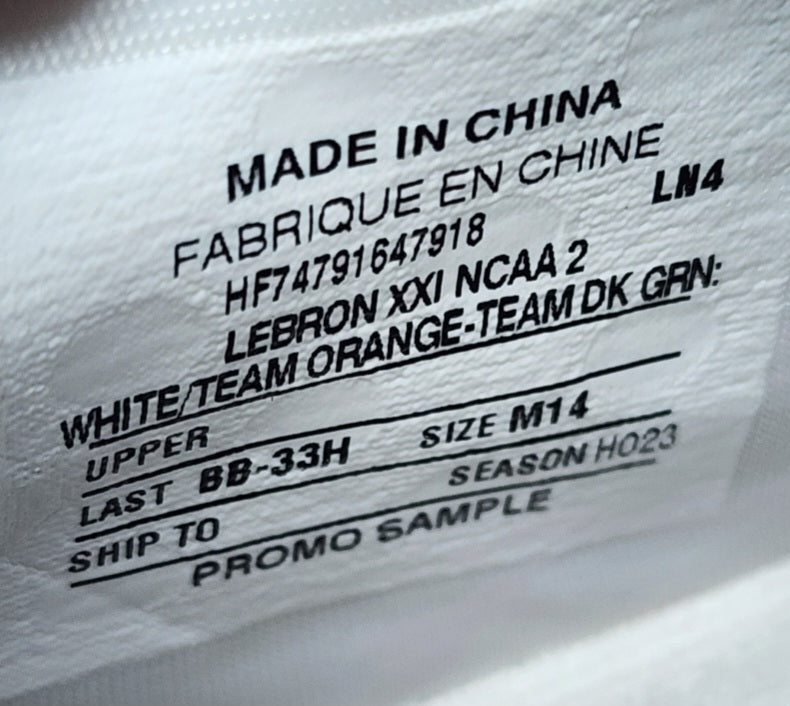 MADE IN CHINA
FABRIQUE EN CHINE
LN4
HF74791647918
LEBRON XXI NCAA 2
WHITE/TEAM ORANGE-TEAM DK GRN:
UPPER
LAST BB-33H SIZE M14
SEASON HO23
SHIP TO
PROMO SAMPLE